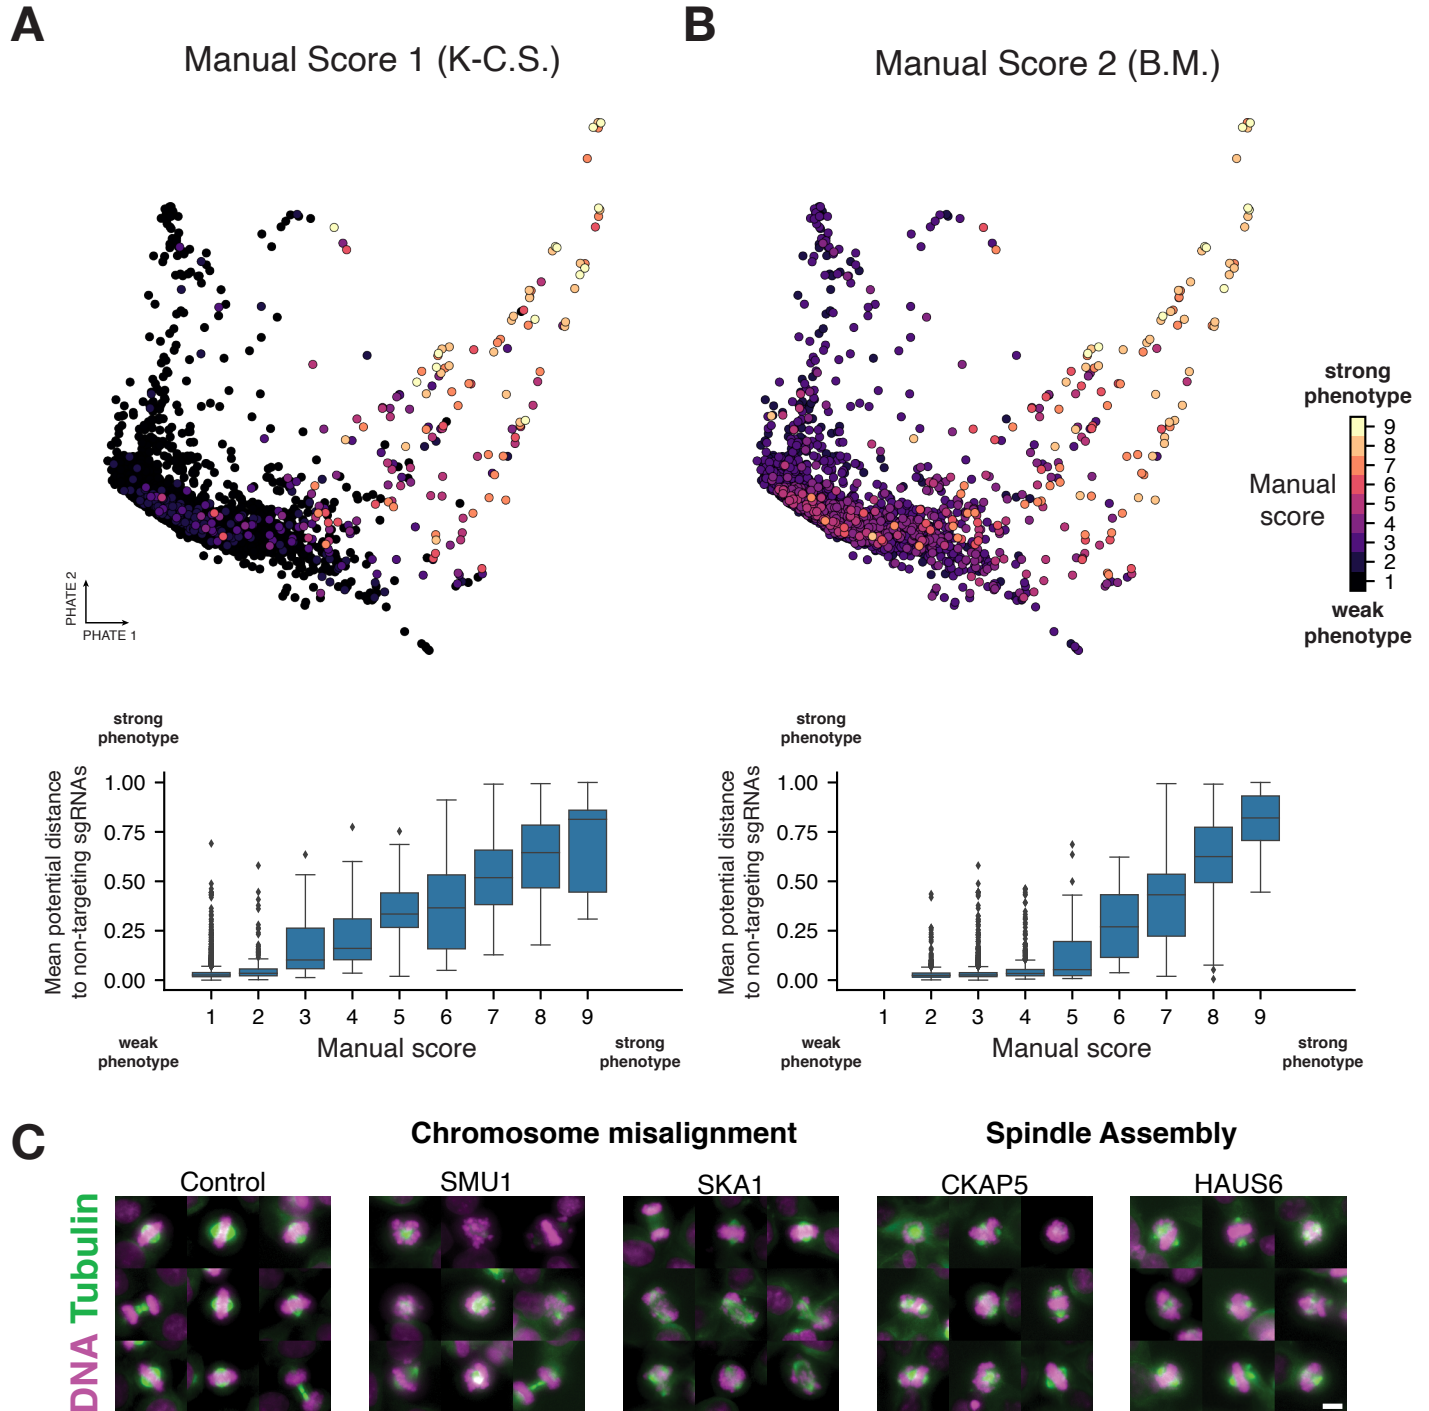 A
B
Manual Score 1 (K-C.S.)
Manual Score 2 (B.M.)
PHATE 2
PHATE 1
strong
phenotype
Manual
score
9
8
7
6
5
4
3
2
1
weak
phenotype
strong
phenotype
Mean potential distance
to non-targeting sgRNAs
1.00
0.75
0.50
0.25
0.00
1 2 3 4 5 6 7 8 9
weak
phenotype
Manual score
strong
phenotype
strong
phenotype
Mean potential distance
to non-targeting sgRNAs
1.00
0.75
0.50
0.25
0.00
1 2 3 4 5 6 7 8 9
weak
phenotype
Manual score
strong
phenotype
C
Chromosome misalignment
Spindle Assembly
Control
SMU1
SKA1
CKAP5
HAUS6
DNA Tubulin